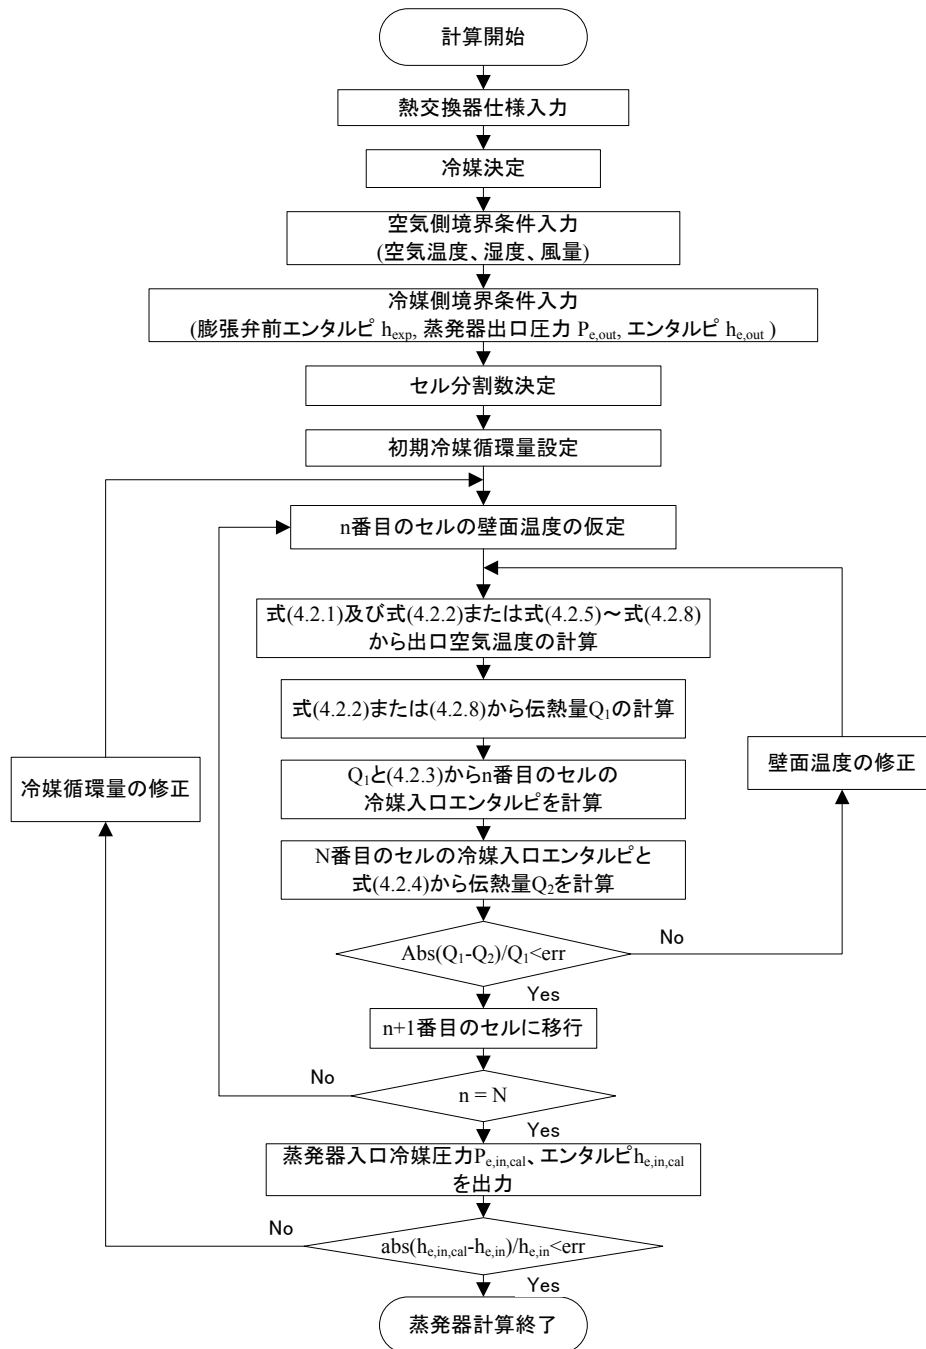 計算開始
熱交換器仕様入力
冷媒決定
空気側境界条件入力
(空気温度、湿度、風量)
冷媒側境界条件入力
(膨張弁前エンタルピ h_exp, 蒸発器出口圧力 P_e,out, エンタルピ h_e,out )
セル分割数決定
初期冷媒循環量設定
n番目のセルの壁面温度の仮定
式(4.2.1)及び式(4.2.2)または式(4.2.5)～式(4.2.8)
から出口空気温度の計算
式(4.2.2)または(4.2.8)から伝熱量Q₁の計算
冷媒循環量の修正
壁面温度の修正
Q₁と(4.2.3)からn番目のセルの
冷媒入口エンタルピを計算
N番目のセルの冷媒入口エンタルピと
式(4.2.4)から伝熱量Q₂を計算
Abs(Q₁-Q₂)/Q₁<err
No
Yes
n+1番目のセルに移行
No
n = N
Yes
蒸発器入口冷媒圧力P_e,in,cal、エンタルピh_e,in,cal
を出力
No
abs(h_e,in,cal-h_e,in)/h_e,in<err
Yes
蒸発器計算終了